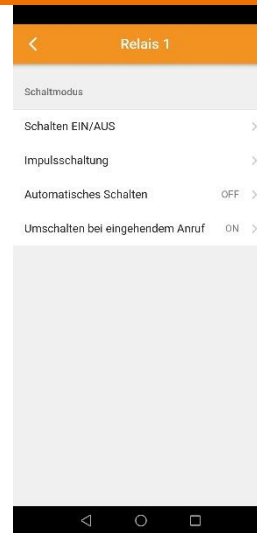 Relais 1
Schaltmodus
Schalten EIN/AUS
Impulsschaltung
Automatisches Schalten OFF
Umschalten bei eingehendem Anruf ON